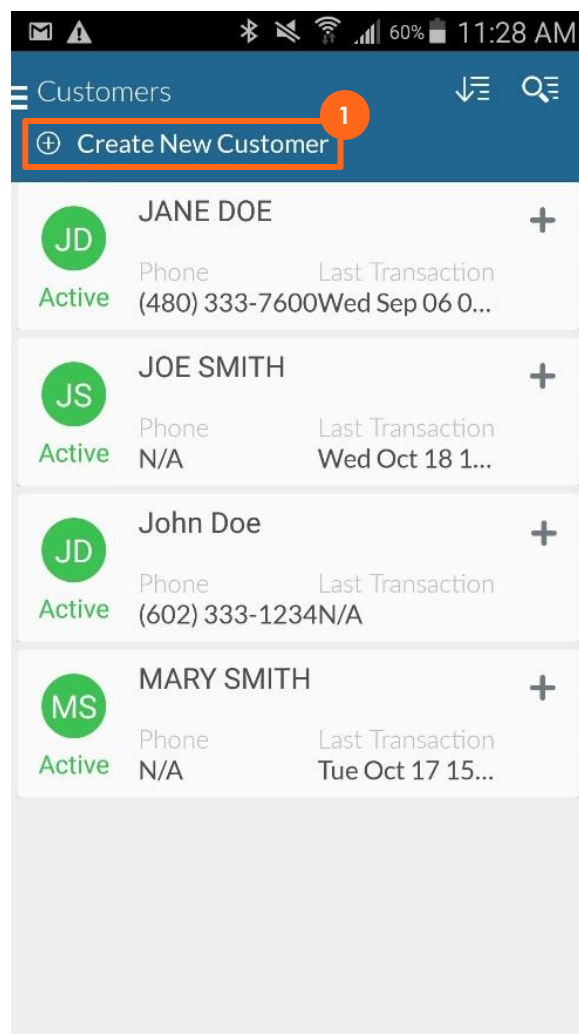 60% 11:28 AM
Customers
1
Create New Customer
JD
JANE DOE
Phone Last Transaction
Active (480) 333-7600Wed Sep 06 0...
JS
JOE SMITH
Phone Last Transaction
Active N/A Wed Oct 18 1...
JD
John Doe
Phone Last Transaction
Active (602) 333-1234N/A
MS
MARY SMITH
Phone Last Transaction
Active N/A Tue Oct 17 15...